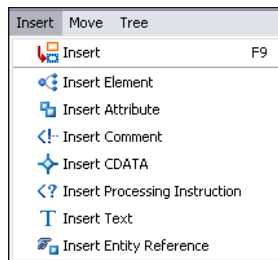 Insert Move Tree
Insert F9
Insert Element
Insert Attribute
Insert Comment
Insert CDATA
Insert Processing Instruction
Insert Text
Insert Entity Reference